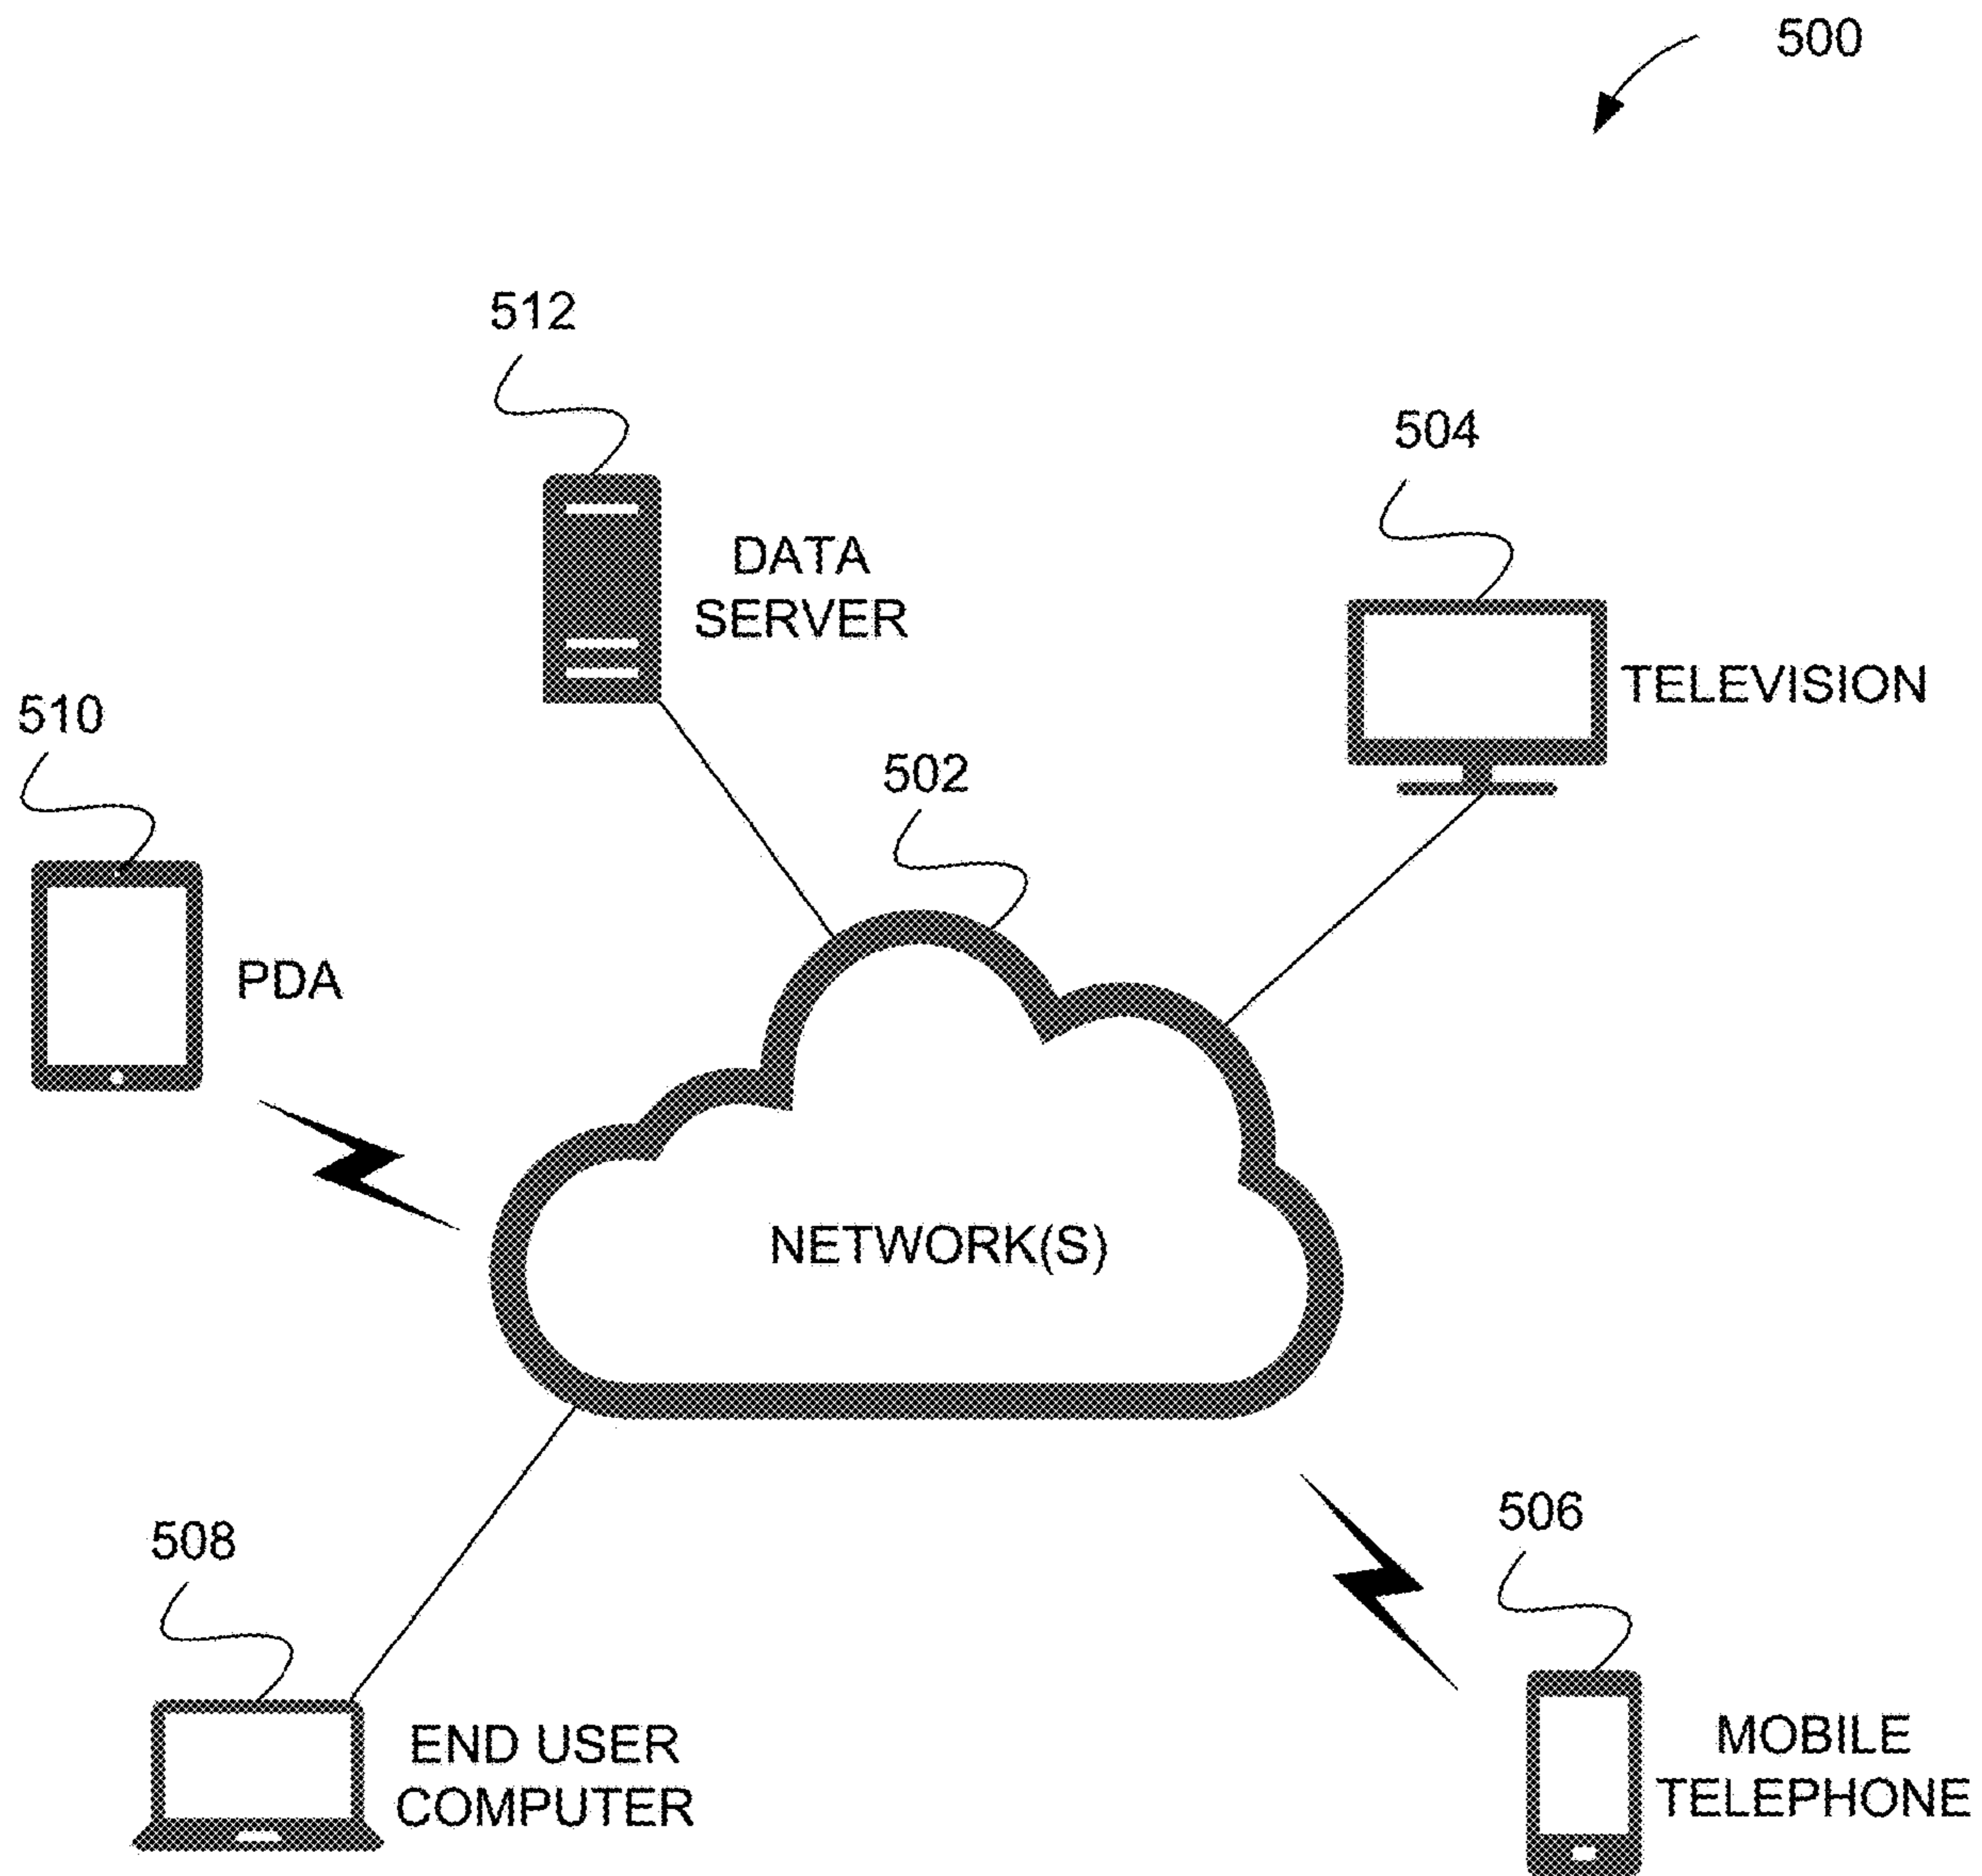 500
512
504
DATA
SERVER
TELEVISION
510
502
PDA
NETWORK(S)
508
506
END USER
COMPUTER
MOBILE
TELEPHONE